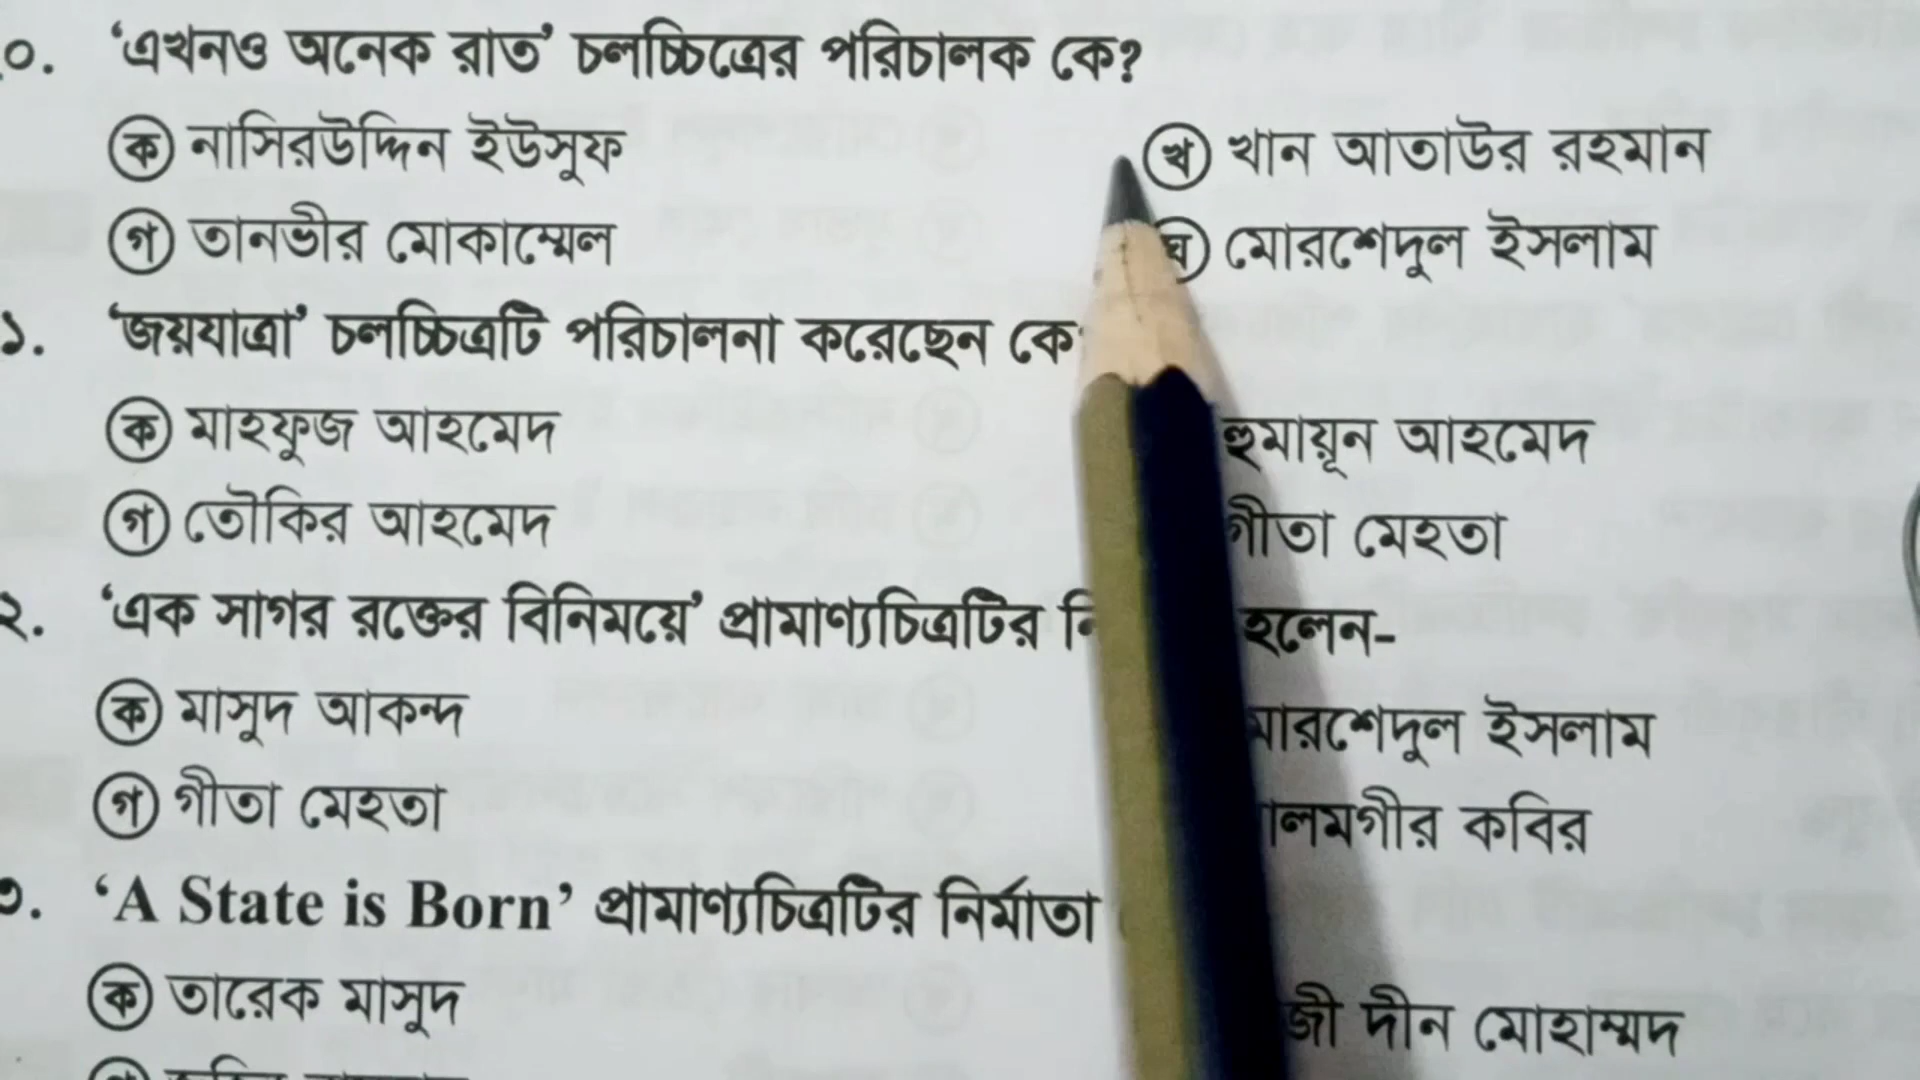 ০. ‘এখনও অনেক রাত’ চলচ্চিত্রের পরিচালক কে?
ক নাসিরউদ্দিন ইউসুফ খ খান আতাউর রহমান
গ তানভীর মোকাম্মেল ঘ মোরশেদুল ইসলাম
১. ‘জয়যাত্রা’ চলচ্চিত্রটি পরিচালনা করেছেন কে
ক মাহফুজ আহমেদ হুমায়ূন আহমেদ
গ তৌকির আহমেদ গীতা মেহতা
২. ‘এক সাগর রক্তের বিনিময়ে’ প্রামাণ্যচিত্রটির হলেন-
ক মাসুদ আকন্দ মোরশেদুল ইসলাম
গ গীতা মেহতা কবির
৩. ‘A State is Born’ প্রামাণ্যচিত্রটির নির্মাতা
ক তারেক মাসুদ দীন মোহাম্মদ